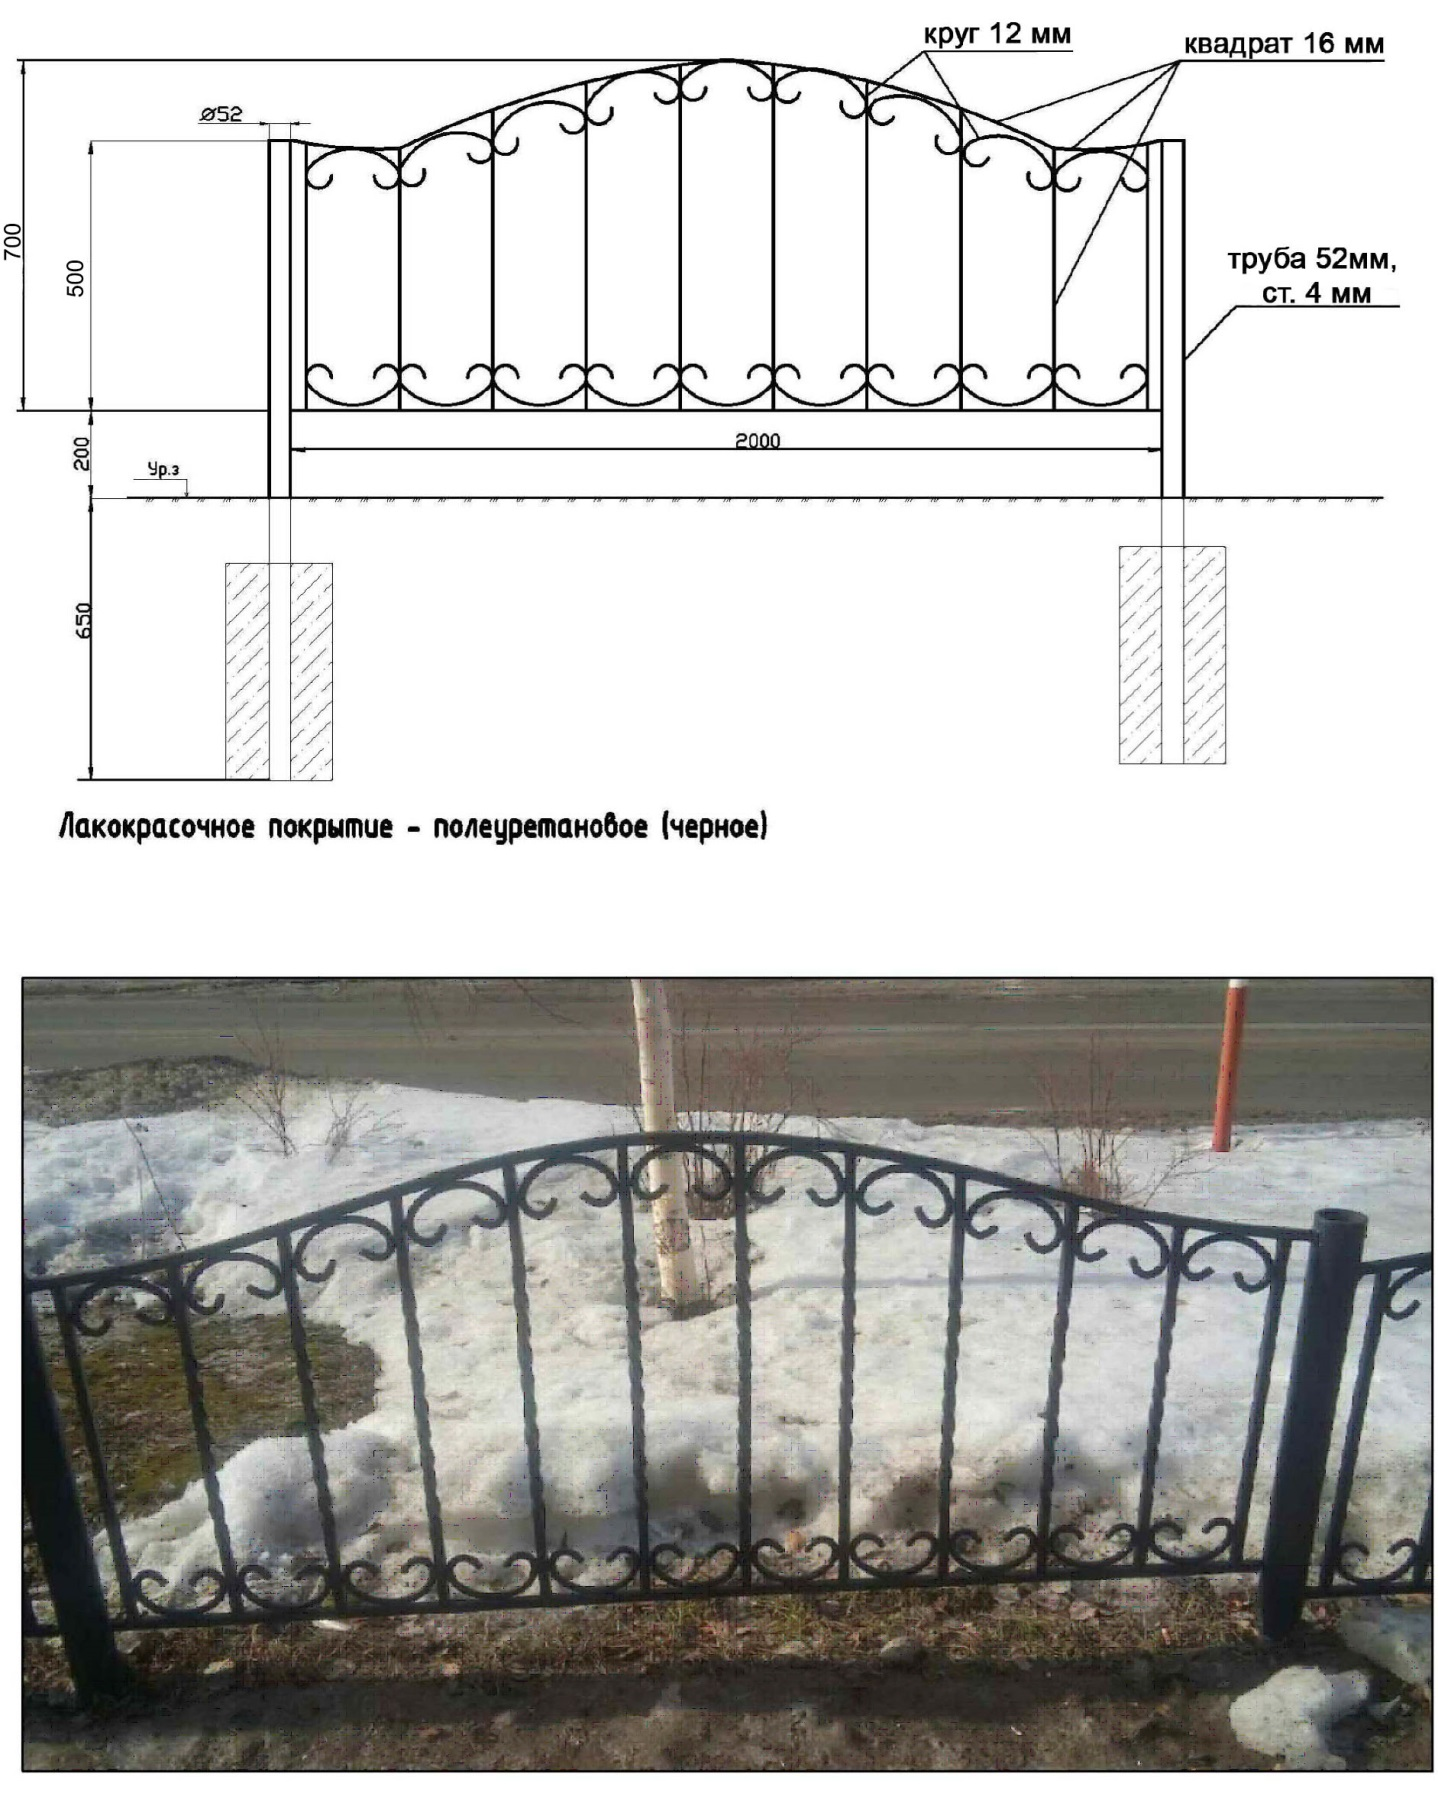 круг 12 мм
квадрат 16 мм
⌀52
700
500
труба 52мм,
ст. 4 мм
2000
200
Ур.з
650
Лакокрасочное покрытие - полеуретановое (черное)